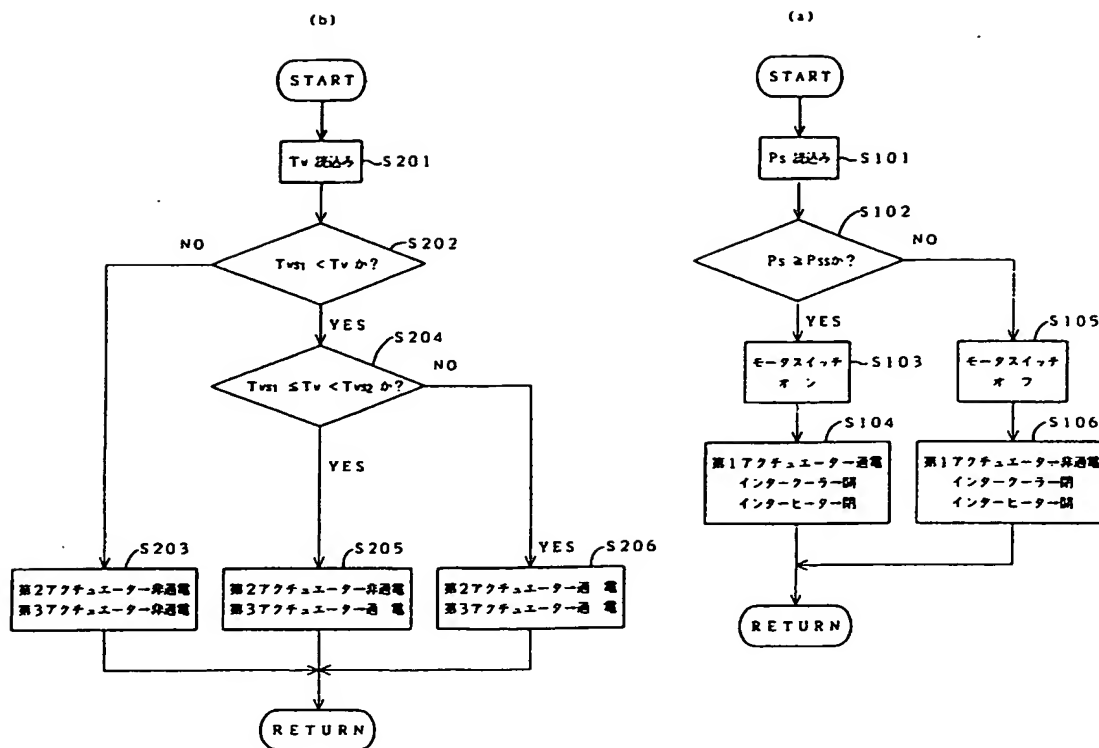 (b)
START
Tw 読込み
S201
S202
NO
Tws1 < Tw か?
YES
S204
NO
Tws1 ≤ Tw < Tws2 か?
YES
YES
S203
第2アクチュエーター非通電
第3アクチュエーター非通電
S205
第2アクチュエーター非通電
第3アクチュエーター通 電
S206
第2アクチュエーター通 電
第3アクチュエーター通 電
RETURN
(a)
START
Ps 読込み
S101
S102
NO
Ps ≥ Pssか?
YES
S103
モータスイッチ
オ ン
S105
モータスイッチ
オ フ
S104
第1アクチュエーター通電
インタークーラー開
インターヒーター閉
S106
第1アクチュエーター非通電
インタークーラー閉
インターヒーター開
RETURN